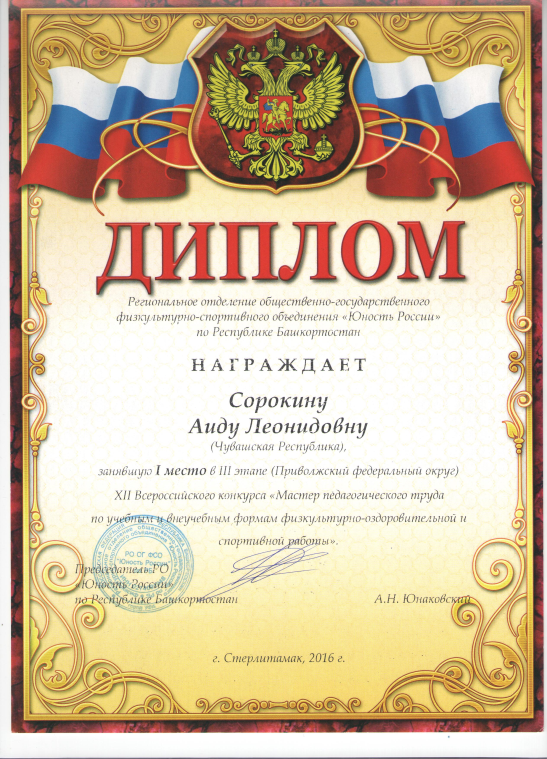 ДИПЛОМ
Региональное отделение общественно-государственного
физкультурно-спортивного объединения «Юность России»
по Республике Башкортостан
НАГРАЖДАЕТ
Сорокину
Аиду Леонидовну
(Чувашская Республика),
занявшую I место в III этапе (Приволжский федеральный округ)
XII Всероссийского конкурса «Мастер педагогического труда
по учебным и внеучебным формам физкультурно-оздоровительной и
спортивной работы».
РО ОГ ФСО
"Юность России"
Председатель РО
«Юность России»
по Республике Башкортостан
А.Н. Юнаковский
г. Стерлитамак, 2016 г.